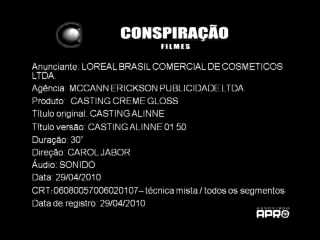 CONSPIRAÇÃO
FILMES
Anunciante: LOREAL BRASIL COMERCIAL DE COSMETICOS
LTDA.
Agência: MCCANN ERICKSON PUBLICIDADE LTDA
Produto: CASTING CREME GLOSS
Título original: CASTING ALINNE
Título versão: CASTING ALINNE 01 50
Duração: 30"
Direção: CAROL JABOR
Áudio: SONIDO
Data: 29/04/2010
CRT: 06080057006020107– técnica mista / todos os segmentos
Data de registro: 29/04/2010
APRO